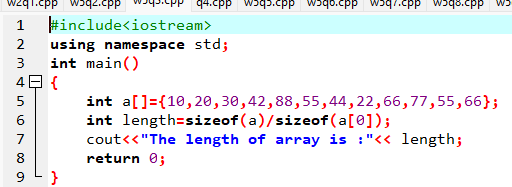 w2q1.cpp w5q2.cpp w5q3.cpp q4.cpp w5q5.cpp w5q6.cpp w5q7.cpp w5q8.cpp
1 #include<iostream>
2 using namespace std;
3 int main()
4 {
5 int a[]={10,20,30,42,88,55,44,22,66,77,55,66};
6 int length=sizeof(a)/sizeof(a[0]);
7 cout<<"The length of array is :"<< length;
8 return 0;
9 }